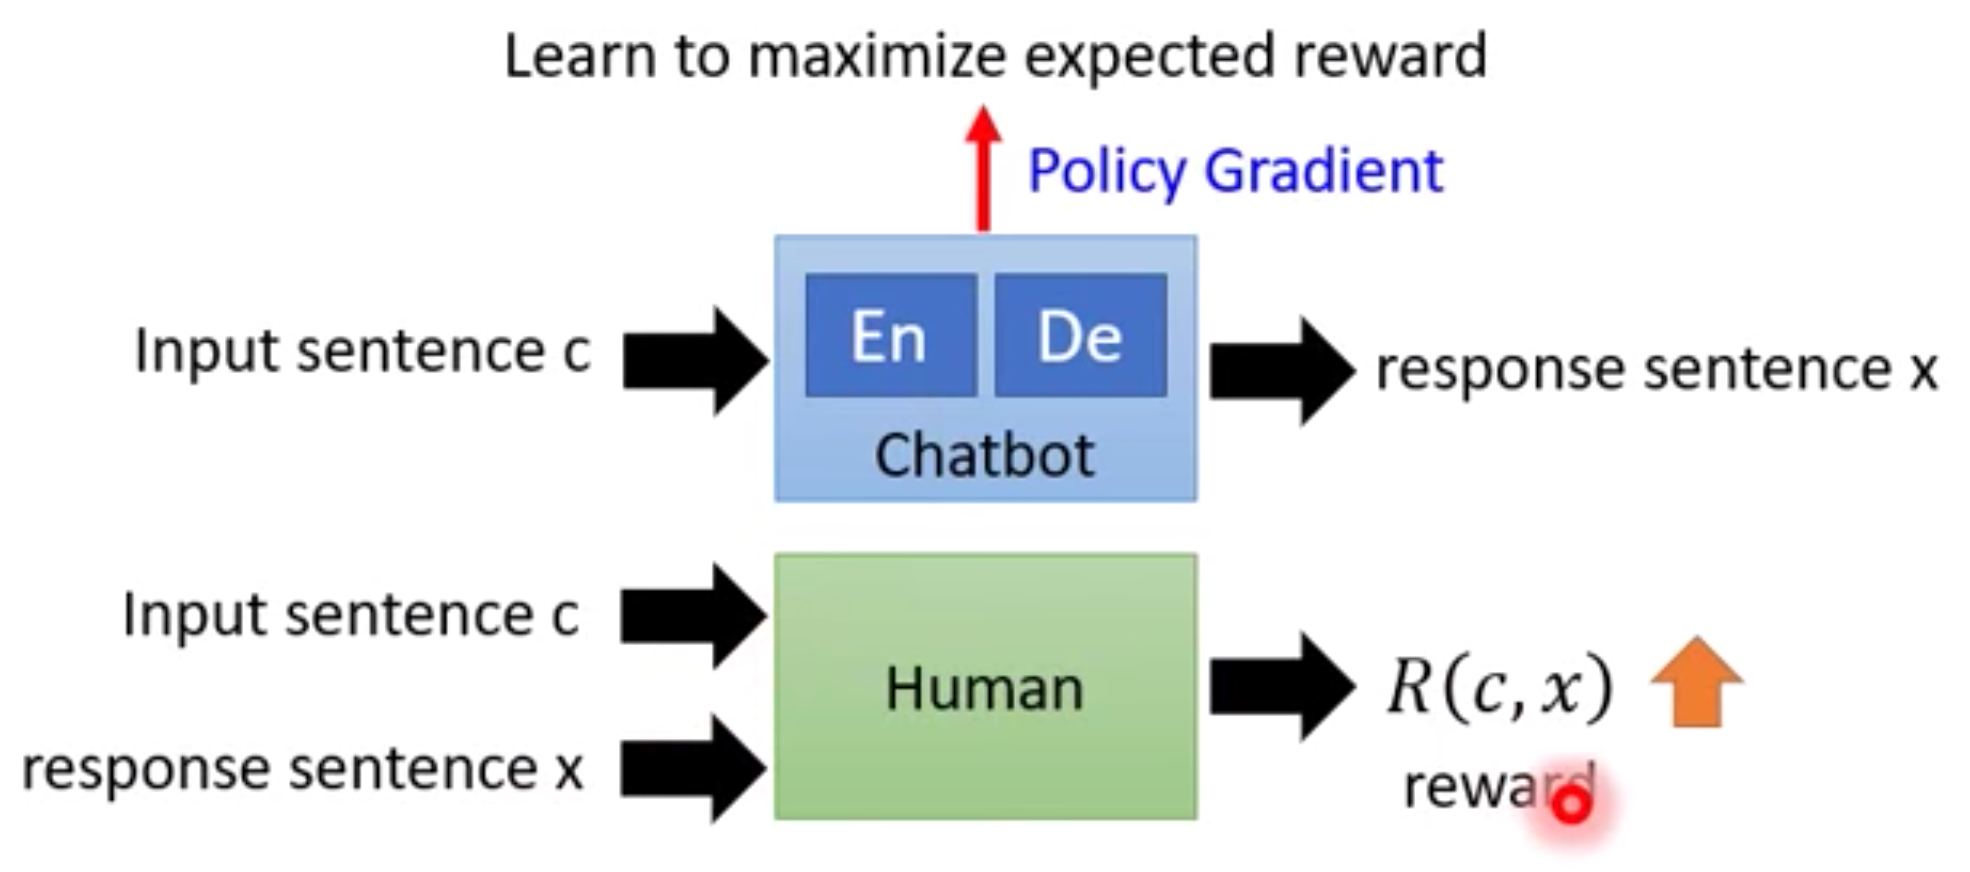 Learn to maximize expected reward
Policy Gradient
Input sentence c
En
De
Chatbot
response sentence x
Input sentence c
response sentence x
Human
R(c, x)
reward